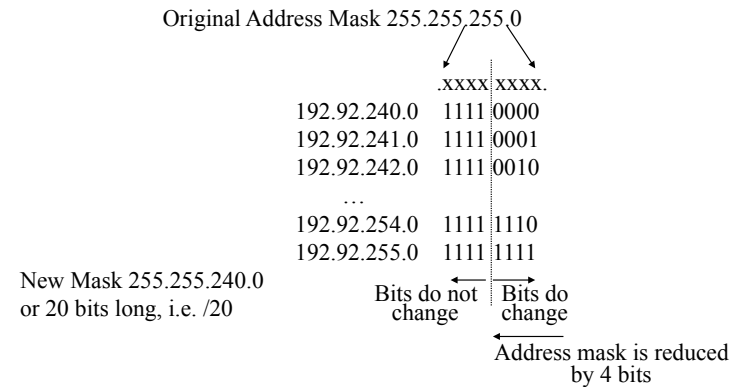 Original Address Mask 255.255.255.0
.xxxx xxxx.
192.92.240.0 1111 0000
192.92.241.0 1111 0001
192.92.242.0 1111 0010
…
192.92.254.0 1111 1110
192.92.255.0 1111 1111
New Mask 255.255.240.0
or 20 bits long, i.e. /20
Bits do not
change
Bits do
change
Address mask is reduced
by 4 bits